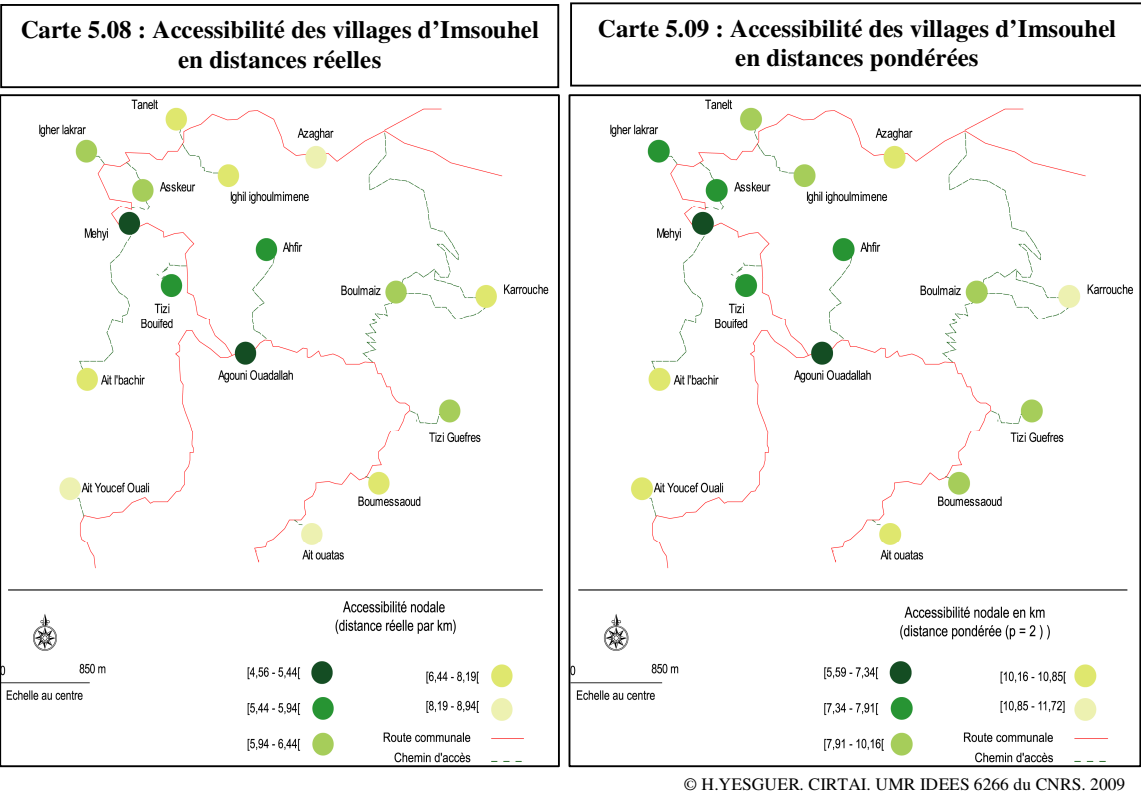 Carte 5.08 : Accessibilité des villages d'Imsouhel
en distances réelles
Tanelt
Igher lakrar
Azaghar
Asskeur
Ighil ighoulmimene
Mehyi
Ahfir
Tizi
Bouifed
Boulmaiz
Karrouche
Agouni Ouadallah
Ait l'bachir
Tizi Guefres
Ait Youcef Ouali
Boumessaoud
Ait ouatas
Accessibilité nodale
(distance réelle par km)
0 850 m
Echelle au centre
[4,56 - 5,44[
[5,44 - 5,94[
[5,94 - 6,44[
[6,44 - 8,19[
[8,19 - 8,94[
Route communale
Chemin d'accès
Carte 5.09 : Accessibilité des villages d'Imsouhel
en distances pondérées
Tanelt
Igher lakrar
Azaghar
Asskeur
Ighil ighoulmimene
Mehyi
Ahfir
Tizi
Bouifed
Boulmaiz
Karrouche
Agouni Ouadallah
Ait l'bachir
Tizi Guefres
Ait Youcef Ouali
Boumessaoud
Ait ouatas
Accessibilité nodale en km
(distance pondérée (p = 2 ) )
0 850 m
Echelle au centre
[5,59 - 7,34[
[7,34 - 7,91[
[7,91 - 10,16[
[10,16 - 10,85[
[10,85 - 11,72]
Route communale
Chemin d'accès
© H.YESGUER. CIRTAI. UMR IDEES 6266 du CNRS. 2009